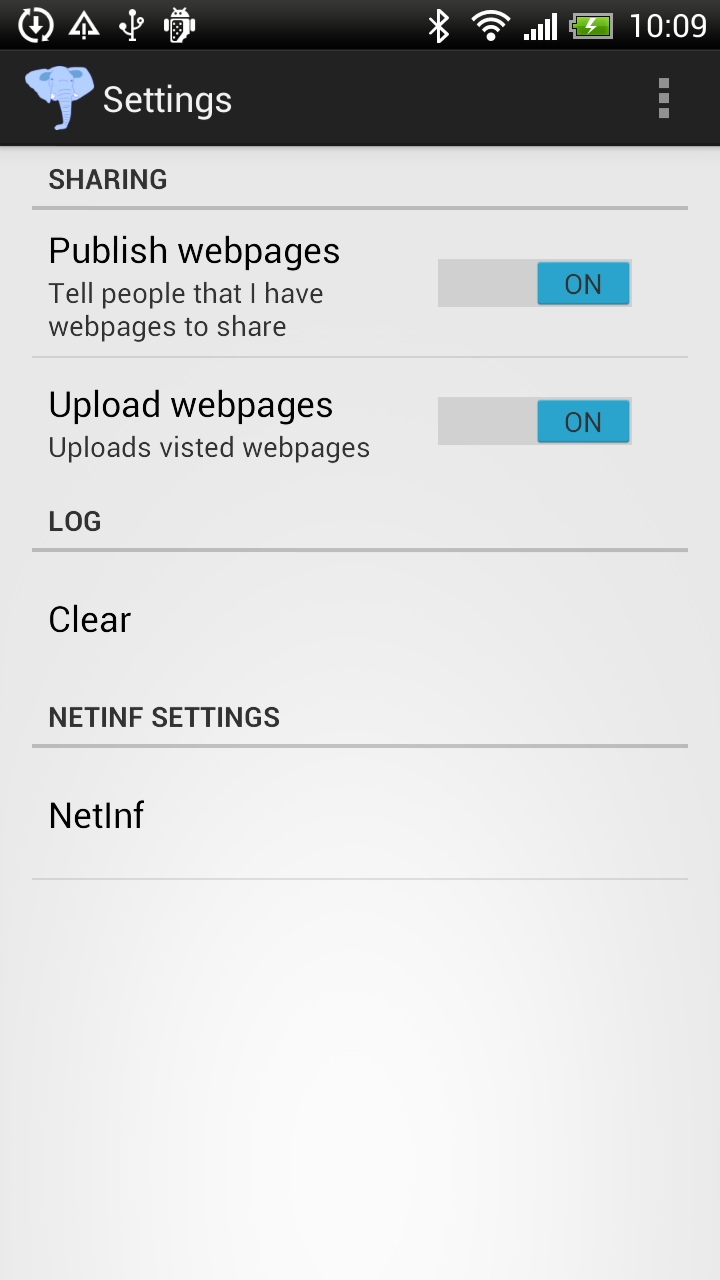 10:09
Settings
SHARING
Publish webpages
Tell people that I have
webpages to share
ON
Upload webpages
Uploads visted webpages
ON
LOG
Clear
NETINF SETTINGS
NetInf